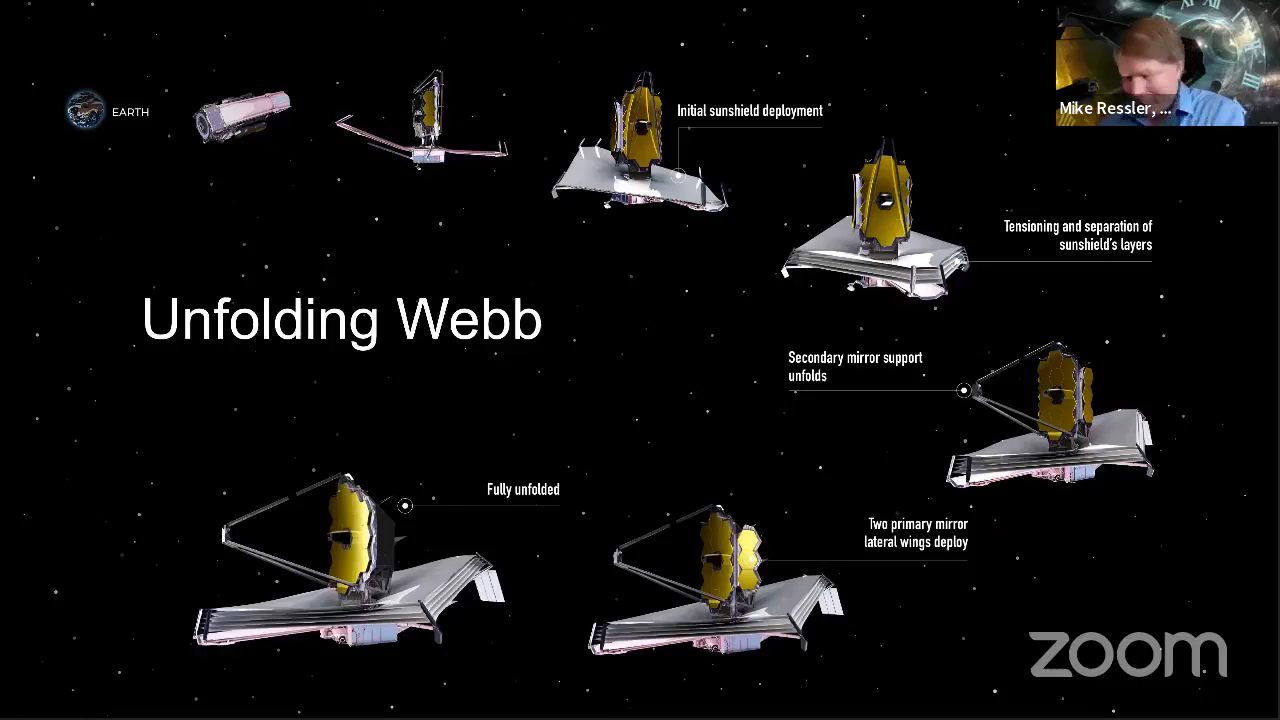 EARTH
Initial sunshield deployment
Mike Ressler, ...
Tensioning and separation of
sunshield's layers
Unfolding Webb
Secondary mirror support
unfolds
Fully unfolded
Two primary mirror
lateral wings deploy
zoom